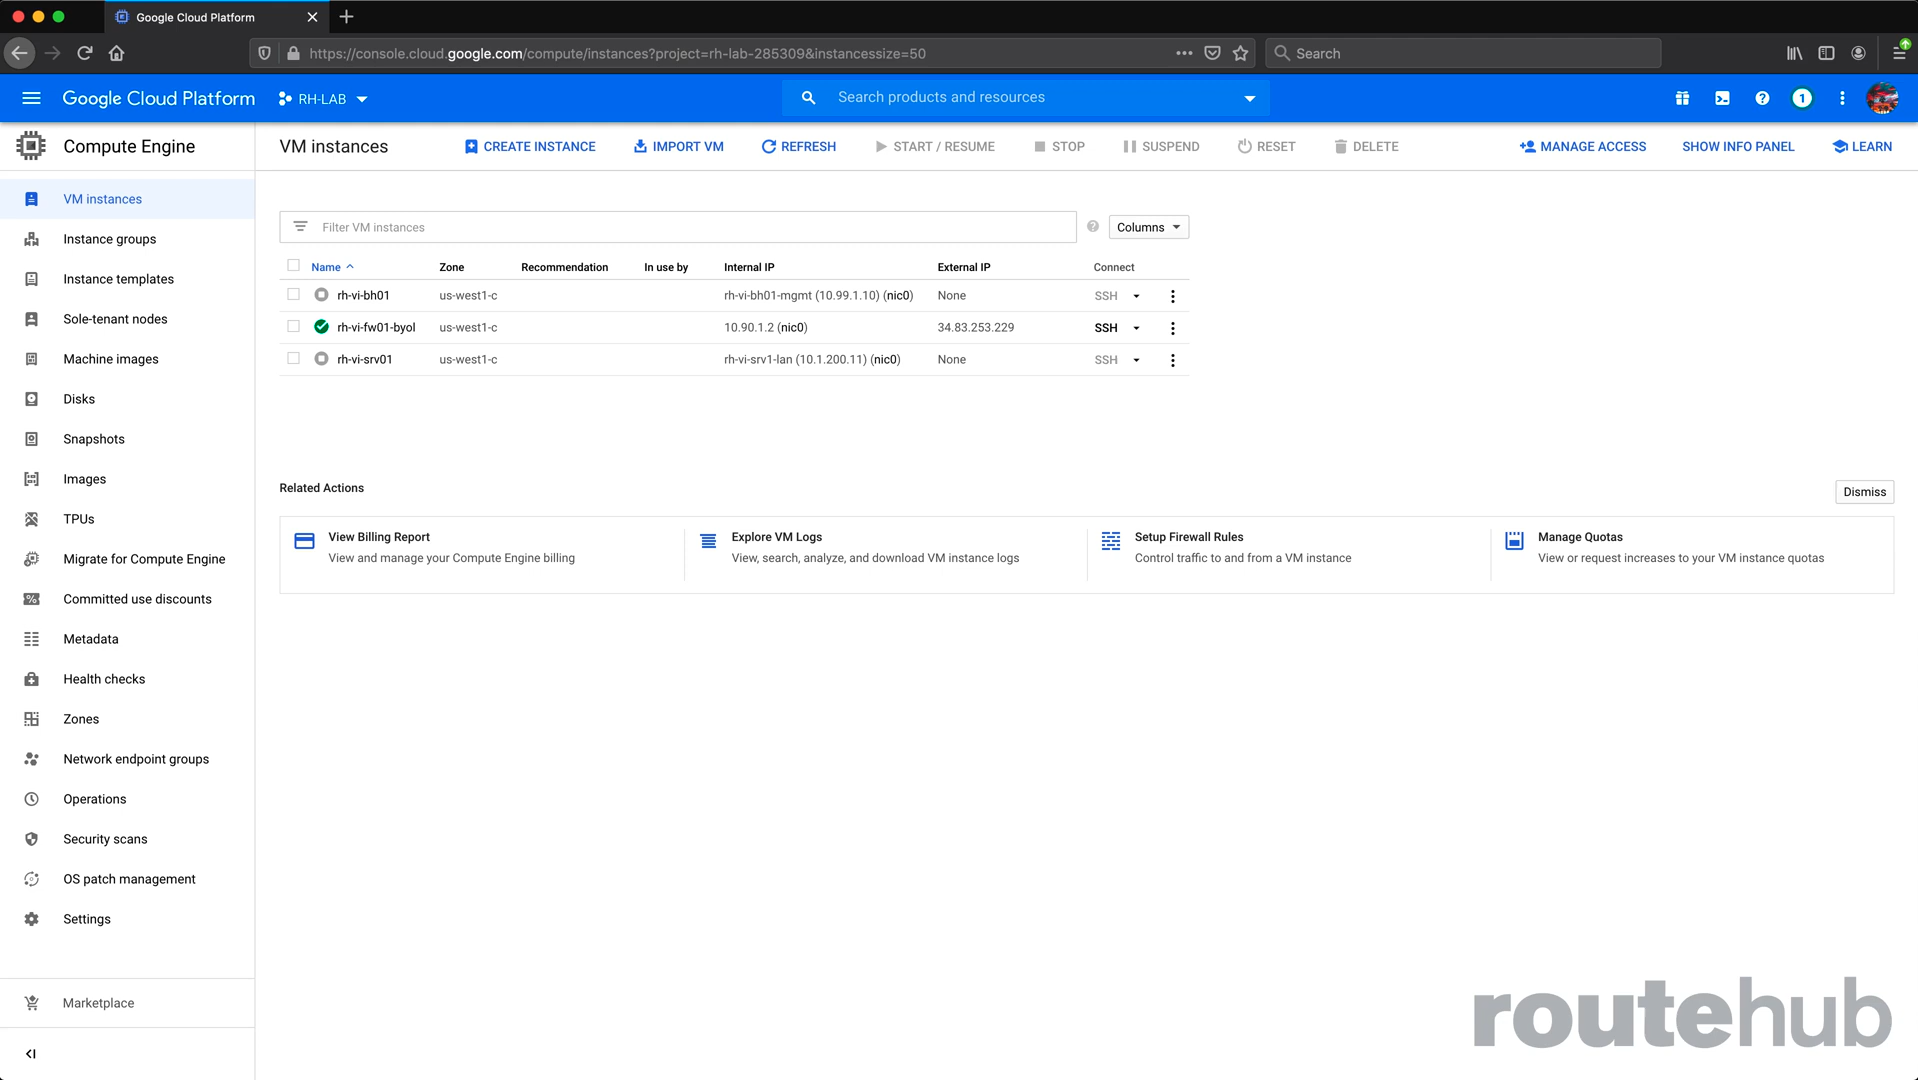 Google Cloud Platform
https://console.cloud.google.com/compute/instances?project=rh-lab-285309&instancessize=50
Search
Google Cloud Platform
RH-LAB
Search products and resources
1
Compute Engine
VM instances
CREATE INSTANCE
IMPORT VM
REFRESH
START / RESUME
STOP
SUSPEND
RESET
DELETE
MANAGE ACCESS
SHOW INFO PANEL
LEARN
VM instances
Instance groups
Instance templates
Sole-tenant nodes
Machine images
Disks
Snapshots
Images
TPUs
Migrate for Compute Engine
Committed use discounts
Metadata
Health checks
Zones
Network endpoint groups
Operations
Security scans
OS patch management
Settings
Marketplace
Filter VM instances
Columns
Name Zone Recommendation In use by Internal IP External IP Connect
rh-vi-bh01 us-west1-c rh-vi-bh01-mgmt (10.99.1.10) (nic0) None SSH
rh-vi-fw01-byol us-west1-c 10.90.1.2 (nic0) 34.83.253.229 SSH
rh-vi-srv01 us-west1-c rh-vi-srv1-lan (10.1.200.11) (nic0) None SSH
Related Actions
Dismiss
View Billing Report
View and manage your Compute Engine billing
Explore VM Logs
View, search, analyze, and download VM instance logs
Setup Firewall Rules
Control traffic to and from a VM instance
Manage Quotas
View or request increases to your VM instance quotas
routehub